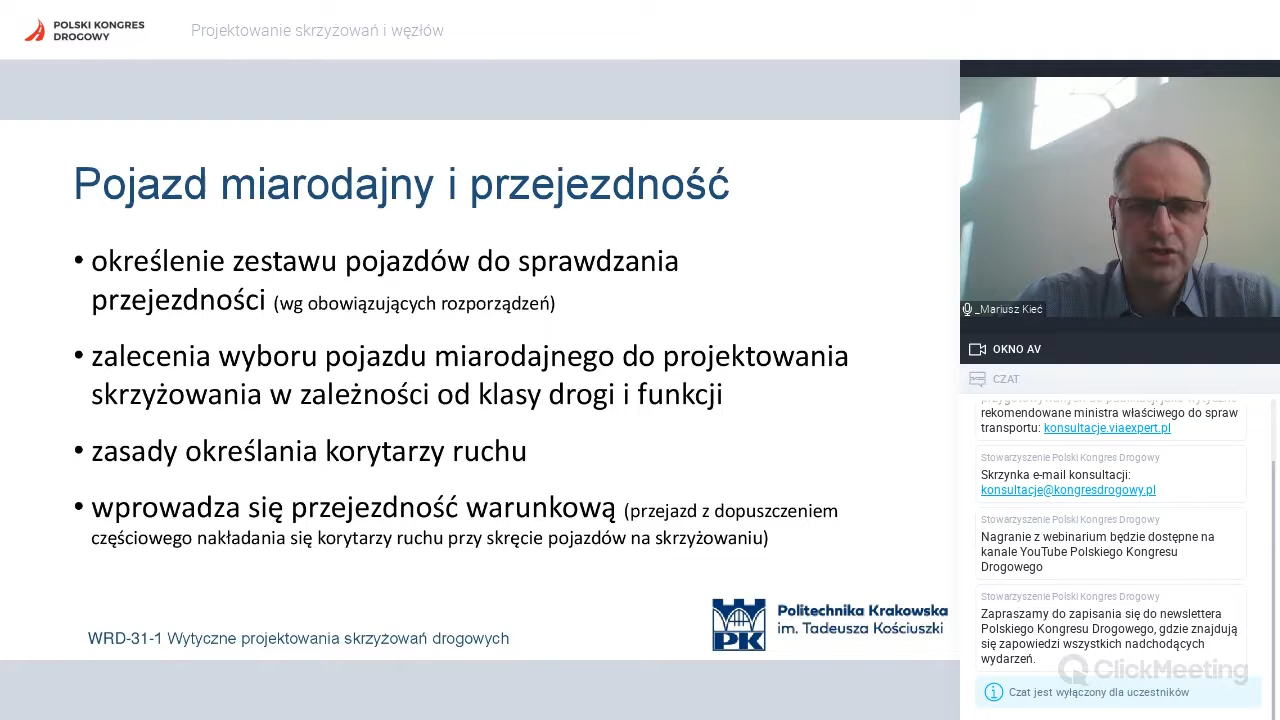 POLSKI KONGRES
DROGOWY
Projektowanie skrzyżowań i węzłów
Pojazd miarodajny i przejezdność
• określenie zestawu pojazdów do sprawdzania
przejezdności (wg obowiązujących rozporządzeń)
• zalecenia wyboru pojazdu miarodajnego do projektowania
skrzyżowania w zależności od klasy drogi i funkcji
• zasady określania korytarzy ruchu
• wprowadza się przejezdność warunkową (przejazd z dopuszczeniem
częściowego nakładania się korytarzy ruchu przy skręcie pojazdów na skrzyżowaniu)
WRD-31-1 Wytyczne projektowania skrzyżowań drogowych
PK
Politechnika Krakowska
im. Tadeusza Kościuszki
_Mariusz Kieć
OKNO AV
CZAT
rekomendowane ministra właściwego do spraw
transportu: konsultacje.viaexpert.pl
Stowarzyszenie Polski Kongres Drogowy
Skrzynka e-mail konsultacji:
konsultacje@kongresdrogowy.pl
Stowarzyszenie Polski Kongres Drogowy
Nagranie z webinarium będzie dostępne na
kanale YouTube Polskiego Kongresu
Drogowego
Stowarzyszenie Polski Kongres Drogowy
Zapraszamy do zapisania się do newslettera
Polskiego Kongresu Drogowego, gdzie znajdują
się zapowiedzi wszystkich nadchodzących
wydarzeń.
ClickMeeting
Czat jest wyłączony dla uczestników